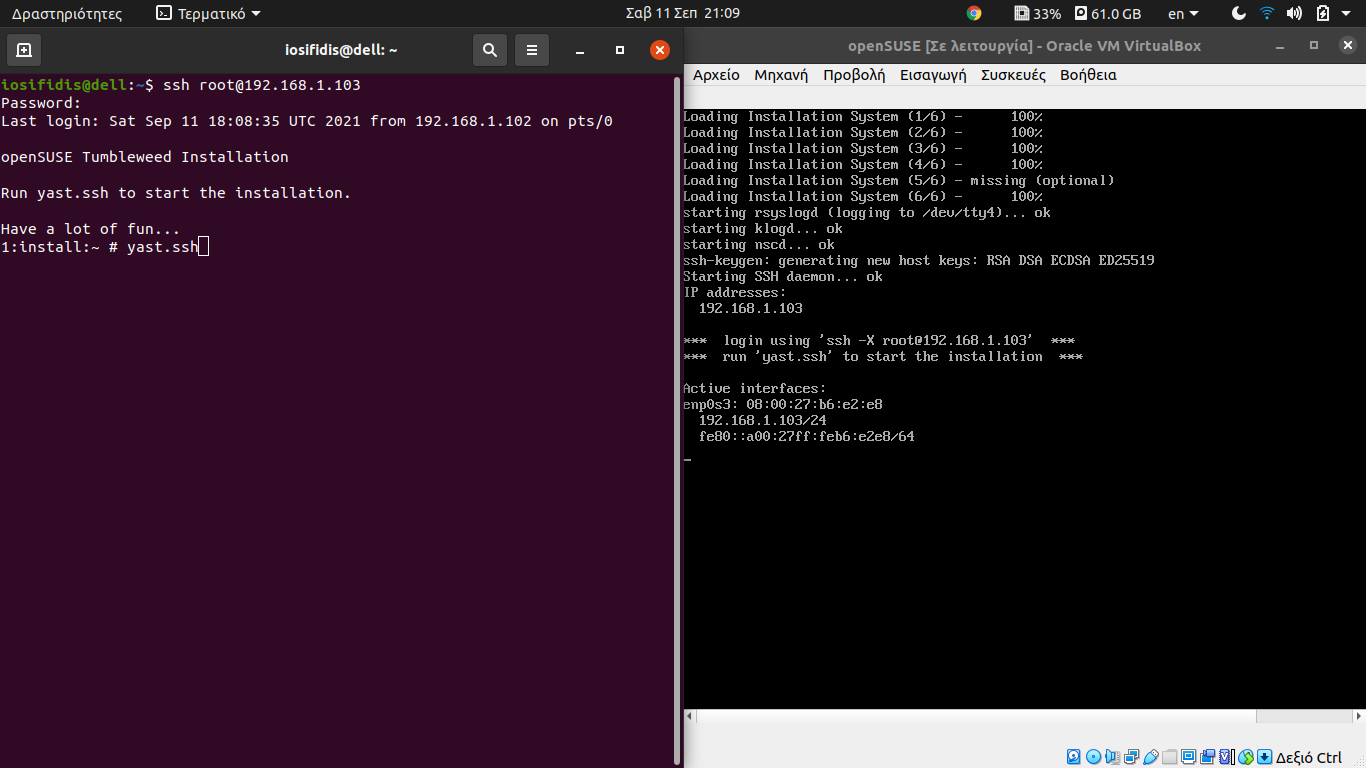 Δραστηριότητες Τερματικό Σαβ 11 Σεπ 21:09 33% 61.0 GB en
iosifidis@dell: ~
iosifidis@dell:~$ ssh root@192.168.1.103
Password:
Last login: Sat Sep 11 18:08:35 UTC 2021 from 192.168.1.102 on pts/0
openSUSE Tumbleweed Installation
Run yast.ssh to start the installation.
Have a lot of fun...
1:install:~ # yast.ssh
openSUSE [Σε λειτουργία] - Oracle VM VirtualBox
Αρχείο Μηχανή Προβολή Εισαγωγή Συσκευές Βοήθεια
Loading Installation System (1/6) - 100%
Loading Installation System (2/6) - 100%
Loading Installation System (3/6) - 100%
Loading Installation System (4/6) - 100%
Loading Installation System (5/6) - missing (optional)
Loading Installation System (6/6) - 100%
starting rsyslogd (logging to /dev/tty4)... ok
starting klogd... ok
starting nscd... ok
ssh-keygen: generating new host keys: RSA DSA ECDSA ED25519
Starting SSH daemon... ok
IP addresses:
192.168.1.103
*** login using 'ssh -X root@192.168.1.103' ***
*** run 'yast.ssh' to start the installation ***
Active interfaces:
enp0s3: 08:00:27:b6:e2:e8
192.168.1.103/24
fe80::a00:27ff:feb6:e2e8/64
Δεξιό Ctrl